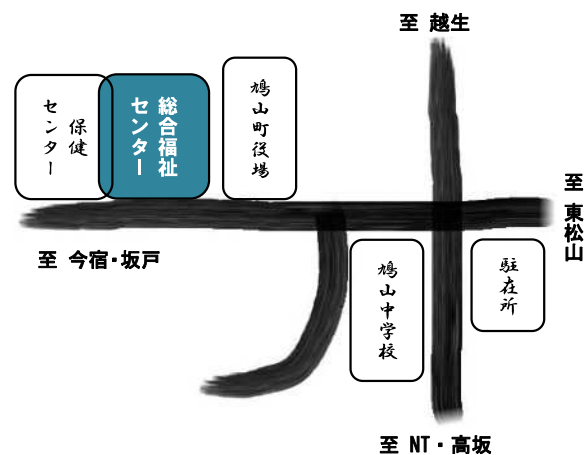 至 越生
保健
センター
総合福祉
センター
鳩山町役場
至 東松山
至 今宿・坂戸
鳩山中学校
駐在所
至 NT・高坂